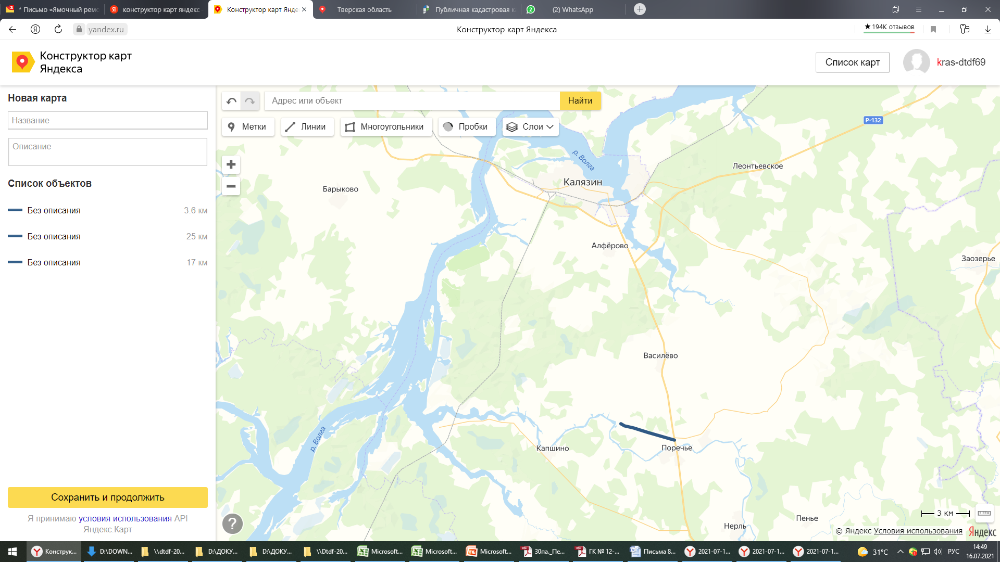 * Письмо «Ямочный рем
конструктор карт яндекс
Конструктор карт Янде
Тверская область
Публичная кадастровая к
2
(2) WhatsApp
yandex.ru
Конструктор карт Яндекса
★ 194К отзывов
Конструктор карт
Яндекса
Список карт
kras-dtdf69
Новая карта
Название
Описание
Список объектов
Без описания 3.6 км
Без описания 25 км
Без описания 17 км
Сохранить и продолжить
Я принимаю условия использования API
Яндекс.Карт
Адрес или объект
Найти
Метки
Линии
Многоугольники
Пробки
Слои
Р-132
р. Волга
Леонтьевское
Калязин
Барыково
Алфёрово
Заозерье
Василёво
р. Волга
Капшино
Поречье
Пенье
Нерль
3 км
?
© Яндекс Условия использования
Яндекс
Конструк...
D:\DOWN...
\\dtdf-20...
D:\ДОКУ...
D:\ДОКУ...
\\Dtdf-20...
Microsoft...
Microsoft...
Microsoft...
30па._Пе...
ГК № 12-...
Письма 8...
2021-07-1...
2021-07-1...
2021-07-1...
31°C
РУС
14:49
16.07.2021